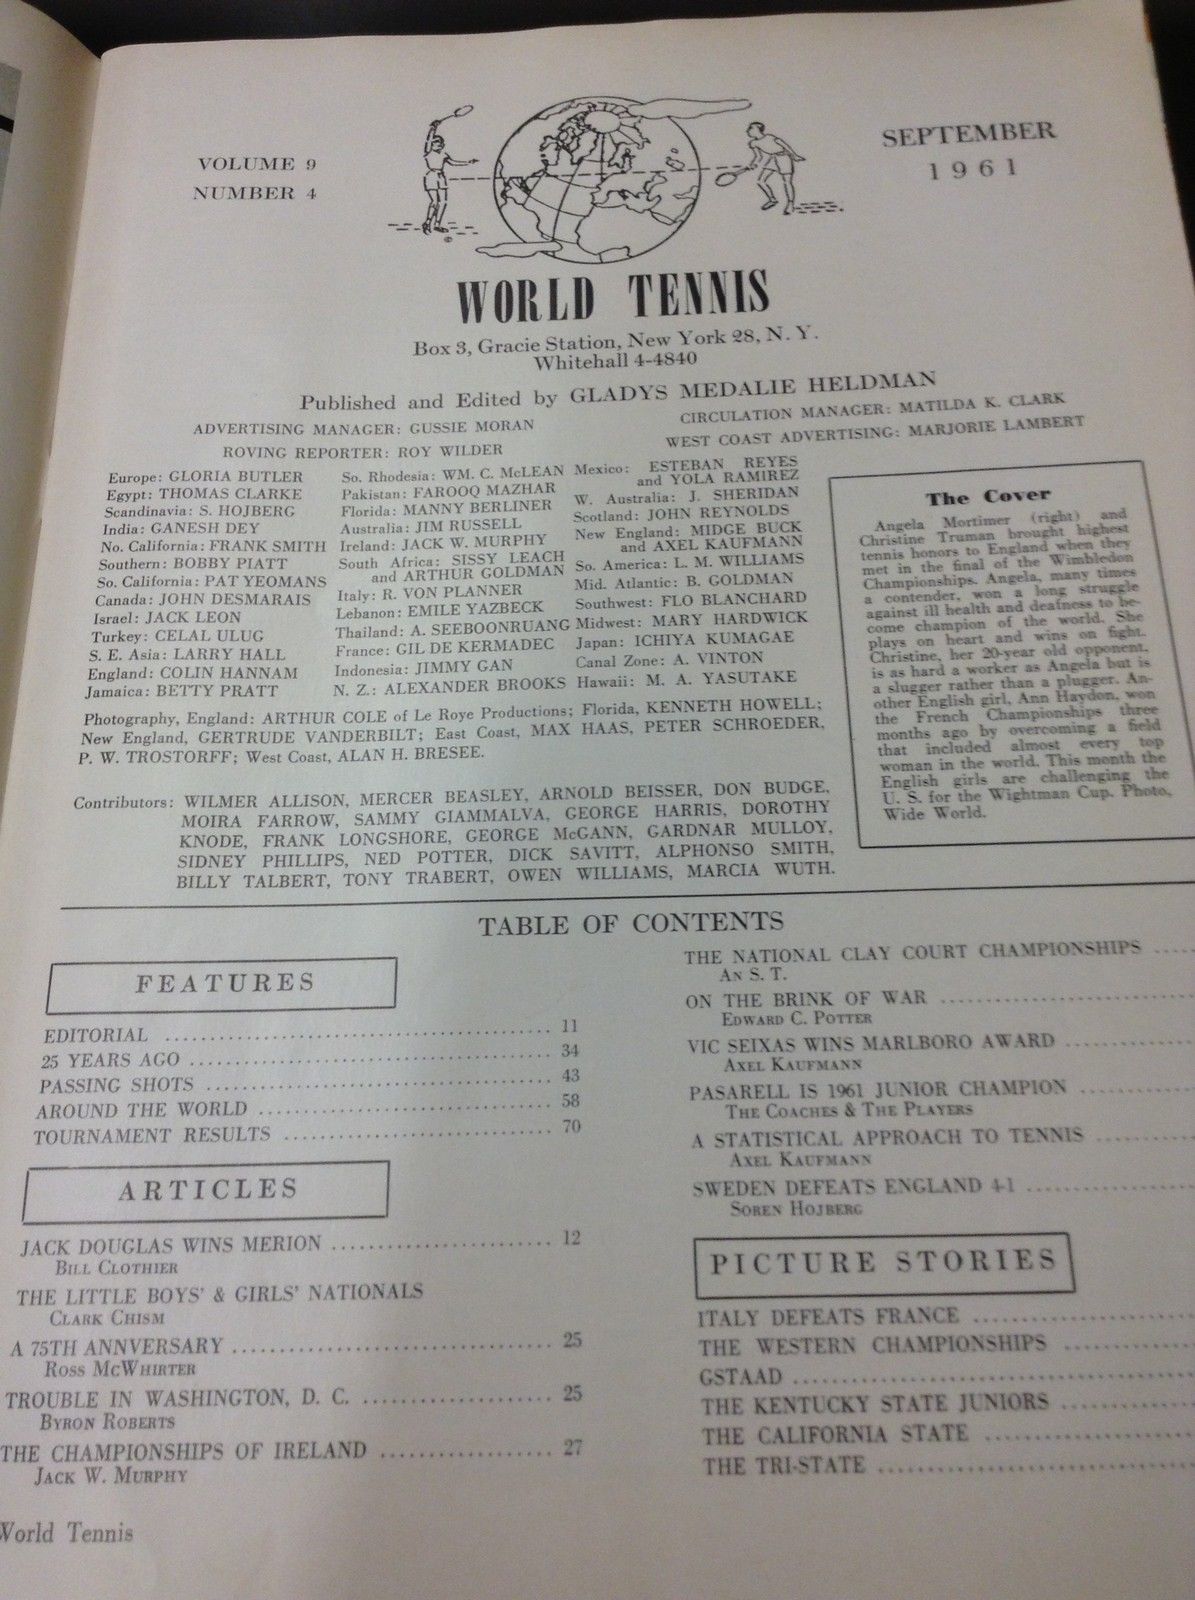 VOLUME 9
NUMBER 4
SEPTEMBER
1961
WORLD TENNIS
Box 3, Gracie Station, New York 28, N. Y.
Whitehall 4-4840
Published and Edited by GLADYS MEDALIE HELDMAN
ADVERTISING MANAGER: GUSSIE MORAN
CIRCULATION MANAGER: MATILDA K. CLARK
ROVING REPORTER: ROY WILDER
WEST COAST ADVERTISING: MARJORIE LAMBERT
Europe: GLORIA BUTLER
Egypt: THOMAS CLARKE
Scandinavia: S. HOJBERG
India: GANESH DEY
No. California: FRANK SMITH
Southern: BOBBY PIATT
So. California: PAT YEOMANS
Canada: JOHN DESMARAIS
Israel: JACK LEON
Turkey: CELAL ULUG
S. E. Asia: LARRY HALL
England: COLIN HANNAM
Jamaica: BETTY PRATT
So. Rhodesia: WM. C. McLEAN
Pakistan: FAROOQ MAZHAR
Florida: MANNY BERLINER
Australia: JIM RUSSELL
Ireland: JACK W. MURPHY
South Africa: SISSY LEACH
and ARTHUR GOLDMAN
Italy: R. VON PLANNER
Lebanon: EMILE YAZBECK
Thailand: A. SEEBOONRUANG
France: GIL DE KERMADEC
Indonesia: JIMMY GAN
N. Z.: ALEXANDER BROOKS
Mexico: ESTEBAN REYES
and YOLA RAMIREZ
W. Australia: J. SHERIDAN
Scotland: JOHN REYNOLDS
New England: MIDGE BUCK
and AXEL KAUFMANN
So. America: L. M. WILLIAMS
Mid. Atlantic: B. GOLDMAN
Southwest: FLO BLANCHARD
Midwest: MARY HARDWICK
Japan: ICHIYA KUMAGAE
Canal Zone: A. VINTON
Hawaii: M. A. YASUTAKE
Photography, England: ARTHUR COLE of Le Roye Productions; Florida, KENNETH HOWELL;
New England, GERTRUDE VANDERBILT; East Coast, MAX HAAS, PETER SCHROEDER,
P. W. TROSTORFF; West Coast, ALAN H. BRESEE.
Contributors: WILMER ALLISON, MERCER BEASLEY, ARNOLD BEISSER, DON BUDGE,
MOIRA FARROW, SAMMY GIAMMALVA, GEORGE HARRIS, DOROTHY
KNODE, FRANK LONGSHORE, GEORGE McGANN, GARDNAR MULLOY,
SIDNEY PHILLIPS, NED POTTER, DICK SAVITT, ALPHONSO SMITH,
BILLY TALBERT, TONY TRABERT, OWEN WILLIAMS, MARCIA WUTH.
The Cover
Angela Mortimer (right) and
Christine Truman brought highest
tennis honors to England when they
met in the final of the Wimbledon
Championships. Angela, many times
a contender, won a long struggle
against ill health and deafness to be-
come champion of the world. She
plays on heart and wins on fight.
Christine, her 20-year old opponent,
is as hard a worker as Angela but is
a slugger rather than a plugger. An-
other English girl, Ann Haydon, won
the French Championships three
months ago by overcoming a field
that included almost every top
woman in the world. This month the
English girls are challenging the
U. S. for the Wightman Cup. Photo,
Wide World.
TABLE OF CONTENTS
FEATURES
EDITORIAL ........ 11
25 YEARS AGO ........ 34
PASSING SHOTS ........ 43
AROUND THE WORLD ........ 58
TOURNAMENT RESULTS ........ 70
ARTICLES
JACK DOUGLAS WINS MERION ........ 12
BILL CLOTHIER
THE LITTLE BOYS' & GIRLS' NATIONALS
CLARK CHISM
A 75TH ANNVERSARY ........ 25
ROSS MCWHIRTER
TROUBLE IN WASHINGTON, D. C. ........ 25
BYRON ROBERTS
THE CHAMPIONSHIPS OF IRELAND ........ 27
JACK W. MURPHY
THE NATIONAL CLAY COURT CHAMPIONSHIPS .....
AN S. T.
ON THE BRINK OF WAR ........
EDWARD C. POTTER
VIC SEIXAS WINS MARLBORO AWARD ........
AXEL KAUFMANN
PASARELL IS 1961 JUNIOR CHAMPION ........
THE COACHES & THE PLAYERS
A STATISTICAL APPROACH TO TENNIS ........
AXEL KAUFMANN
SWEDEN DEFEATS ENGLAND 4-1 ........
SOREN HOJBERG
PICTURE STORIES
ITALY DEFEATS FRANCE ........
THE WESTERN CHAMPIONSHIPS ........
GSTAAD ........
THE KENTUCKY STATE JUNIORS ........
THE CALIFORNIA STATE ........
THE TRI-STATE ........
World Tennis